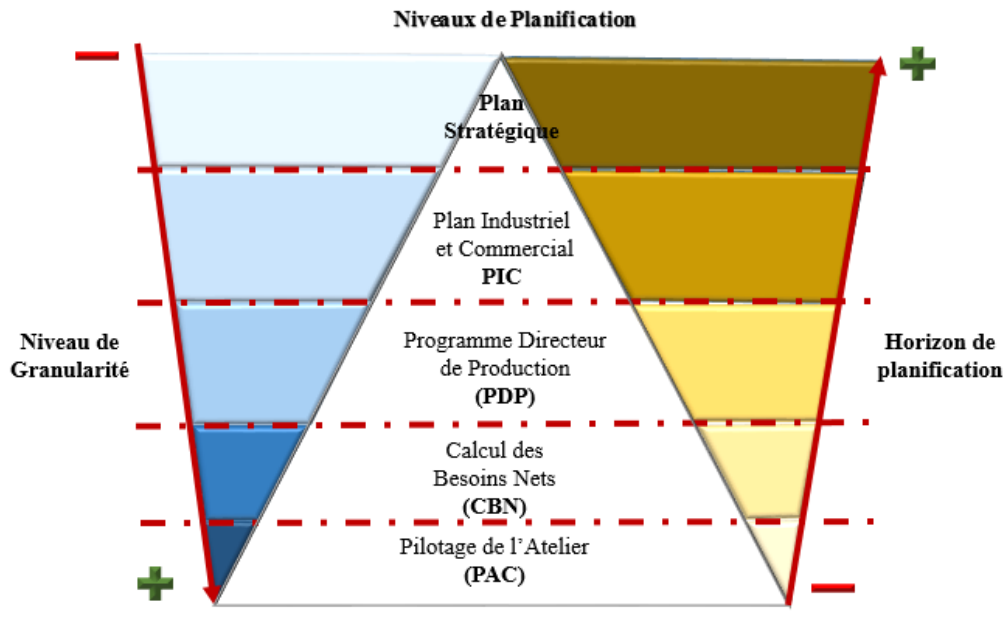 Niveaux de Planification
Plan
Stratégique
Plan Industriel
et Commercial
PIC
Niveau de
Granularité
Programme Directeur
de Production
(PDP)
Horizon de
planification
Calcul des
Besoins Nets
(CBN)
Pilotage de l’Atelier
(PAC)